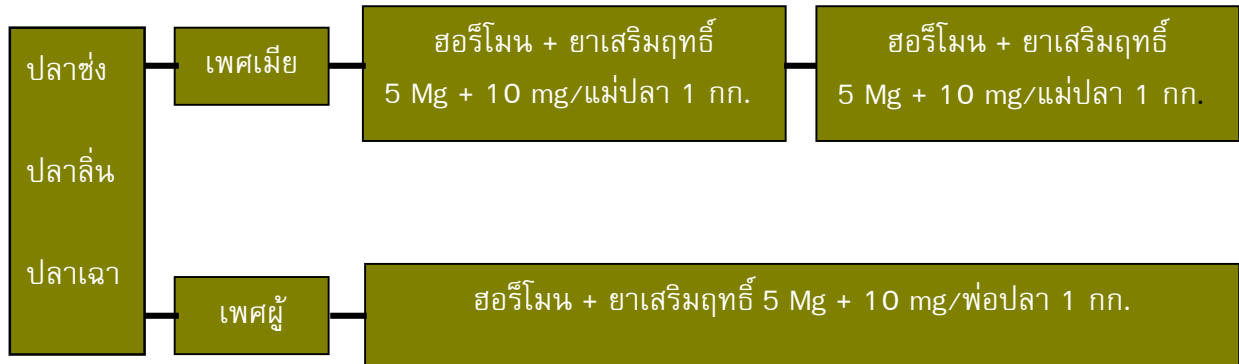 ปลาซ่ง
ปลาลิ่น
ปลาเฉา
เพศเมีย
ฮอร็โมน + ยาเสริมฤทธิ์
5 Mg + 10 mg/แม่ปลา 1 กก.
ฮอร็โมน + ยาเสริมฤทธิ์
5 Mg + 10 mg/แม่ปลา 1 กก.
เพศผู้
ฮอร็โมน + ยาเสริมฤทธิ์ 5 Mg + 10 mg/พ่อปลา 1 กก.